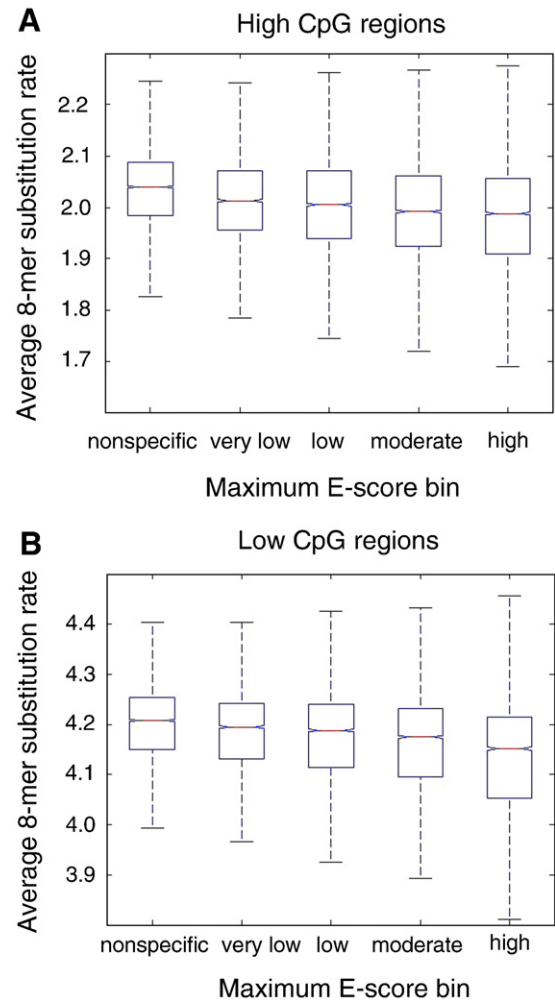 A
High CpG regions
Average 8-mer substitution rate
2.2
2.1
2.0
1.9
1.8
1.7
nonspecific very low low moderate high
Maximum E-score bin
B
Low CpG regions
Average 8-mer substitution rate
4.4
4.3
4.2
4.1
4.0
3.9
nonspecific very low low moderate high
Maximum E-score bin